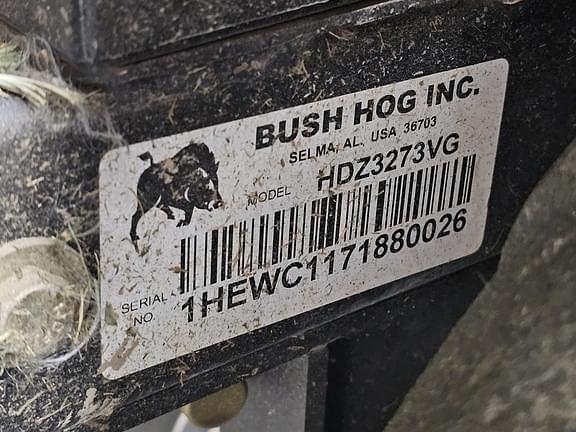 BUSH HOG INC.
SELMA, AL. USA 36703
MODEL HDZ3273VG
SERIAL NO. 1HEWC1171880026